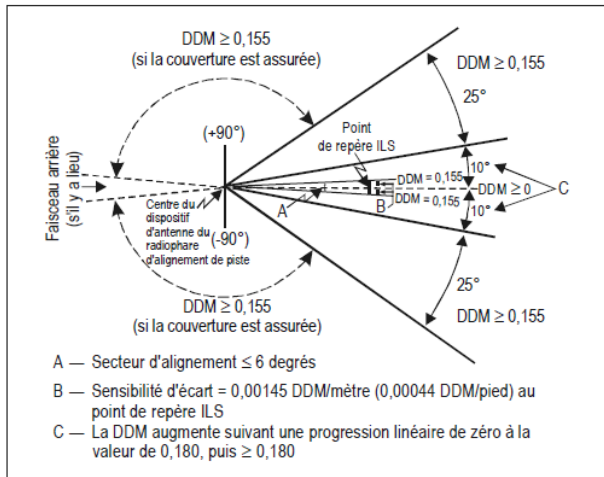 DDM ≥ 0,155
(si la couverture est assurée)
DDM ≥ 0,155
25°
(+90°)
Point
de repère ILS
Faisceau arrière
(s'il y a lieu)
DDM = 0,155
10°
DDM ≥ 0
C
A
B
DDM = 0,155
10°
Centre du
dispositif
d'antenne du
radiophare
d'alignement de piste
(-90°)
25°
DDM ≥ 0,155
(si la couverture est assurée)
DDM ≥ 0,155
A — Secteur d'alignement ≤ 6 degrés
B — Sensibilité d'écart = 0,00145 DDM/mètre (0,00044 DDM/pied) au
point de repère ILS
C — La DDM augmente suivant une progression linéaire de zéro à la
valeur de 0,180, puis ≥ 0,180